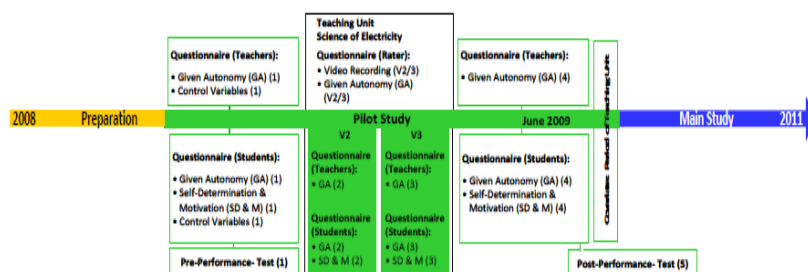 Teaching Unit
Science of Electricity
Questionnaire (Rater):
• Video Recording (V2/3)
• Given Autonomy (GA)
(V2/3)
Questionnaire (Teachers):
• Given Autonomy (GA) (1)
• Control Variables (1)
Questionnaire (Teachers):
• Given Autonomy (GA) (4)
2008 Preparation Pilot Study June 2009 Main Study 2011
V2 V3
Questionnaire (Students):
• Given Autonomy (GA) (1)
• Self-Determination &
Motivation (SD & M) (1)
• Control Variables (1)
Questionnaire
(Teachers):
• GA (2)
Questionnaire
(Students):
• GA (2)
• SD & M (2)
Questionnaire
(Teachers):
• GA (3)
Questionnaire
(Students):
• GA (3)
• SD & M (3)
Questionnaire (Students):
• Given Autonomy (GA) (4)
• Self-Determination &
Motivation (SD & M) (4)
Period of Teaching Unit
Pre-Performance- Test (1)
Post-Performance- Test (5)